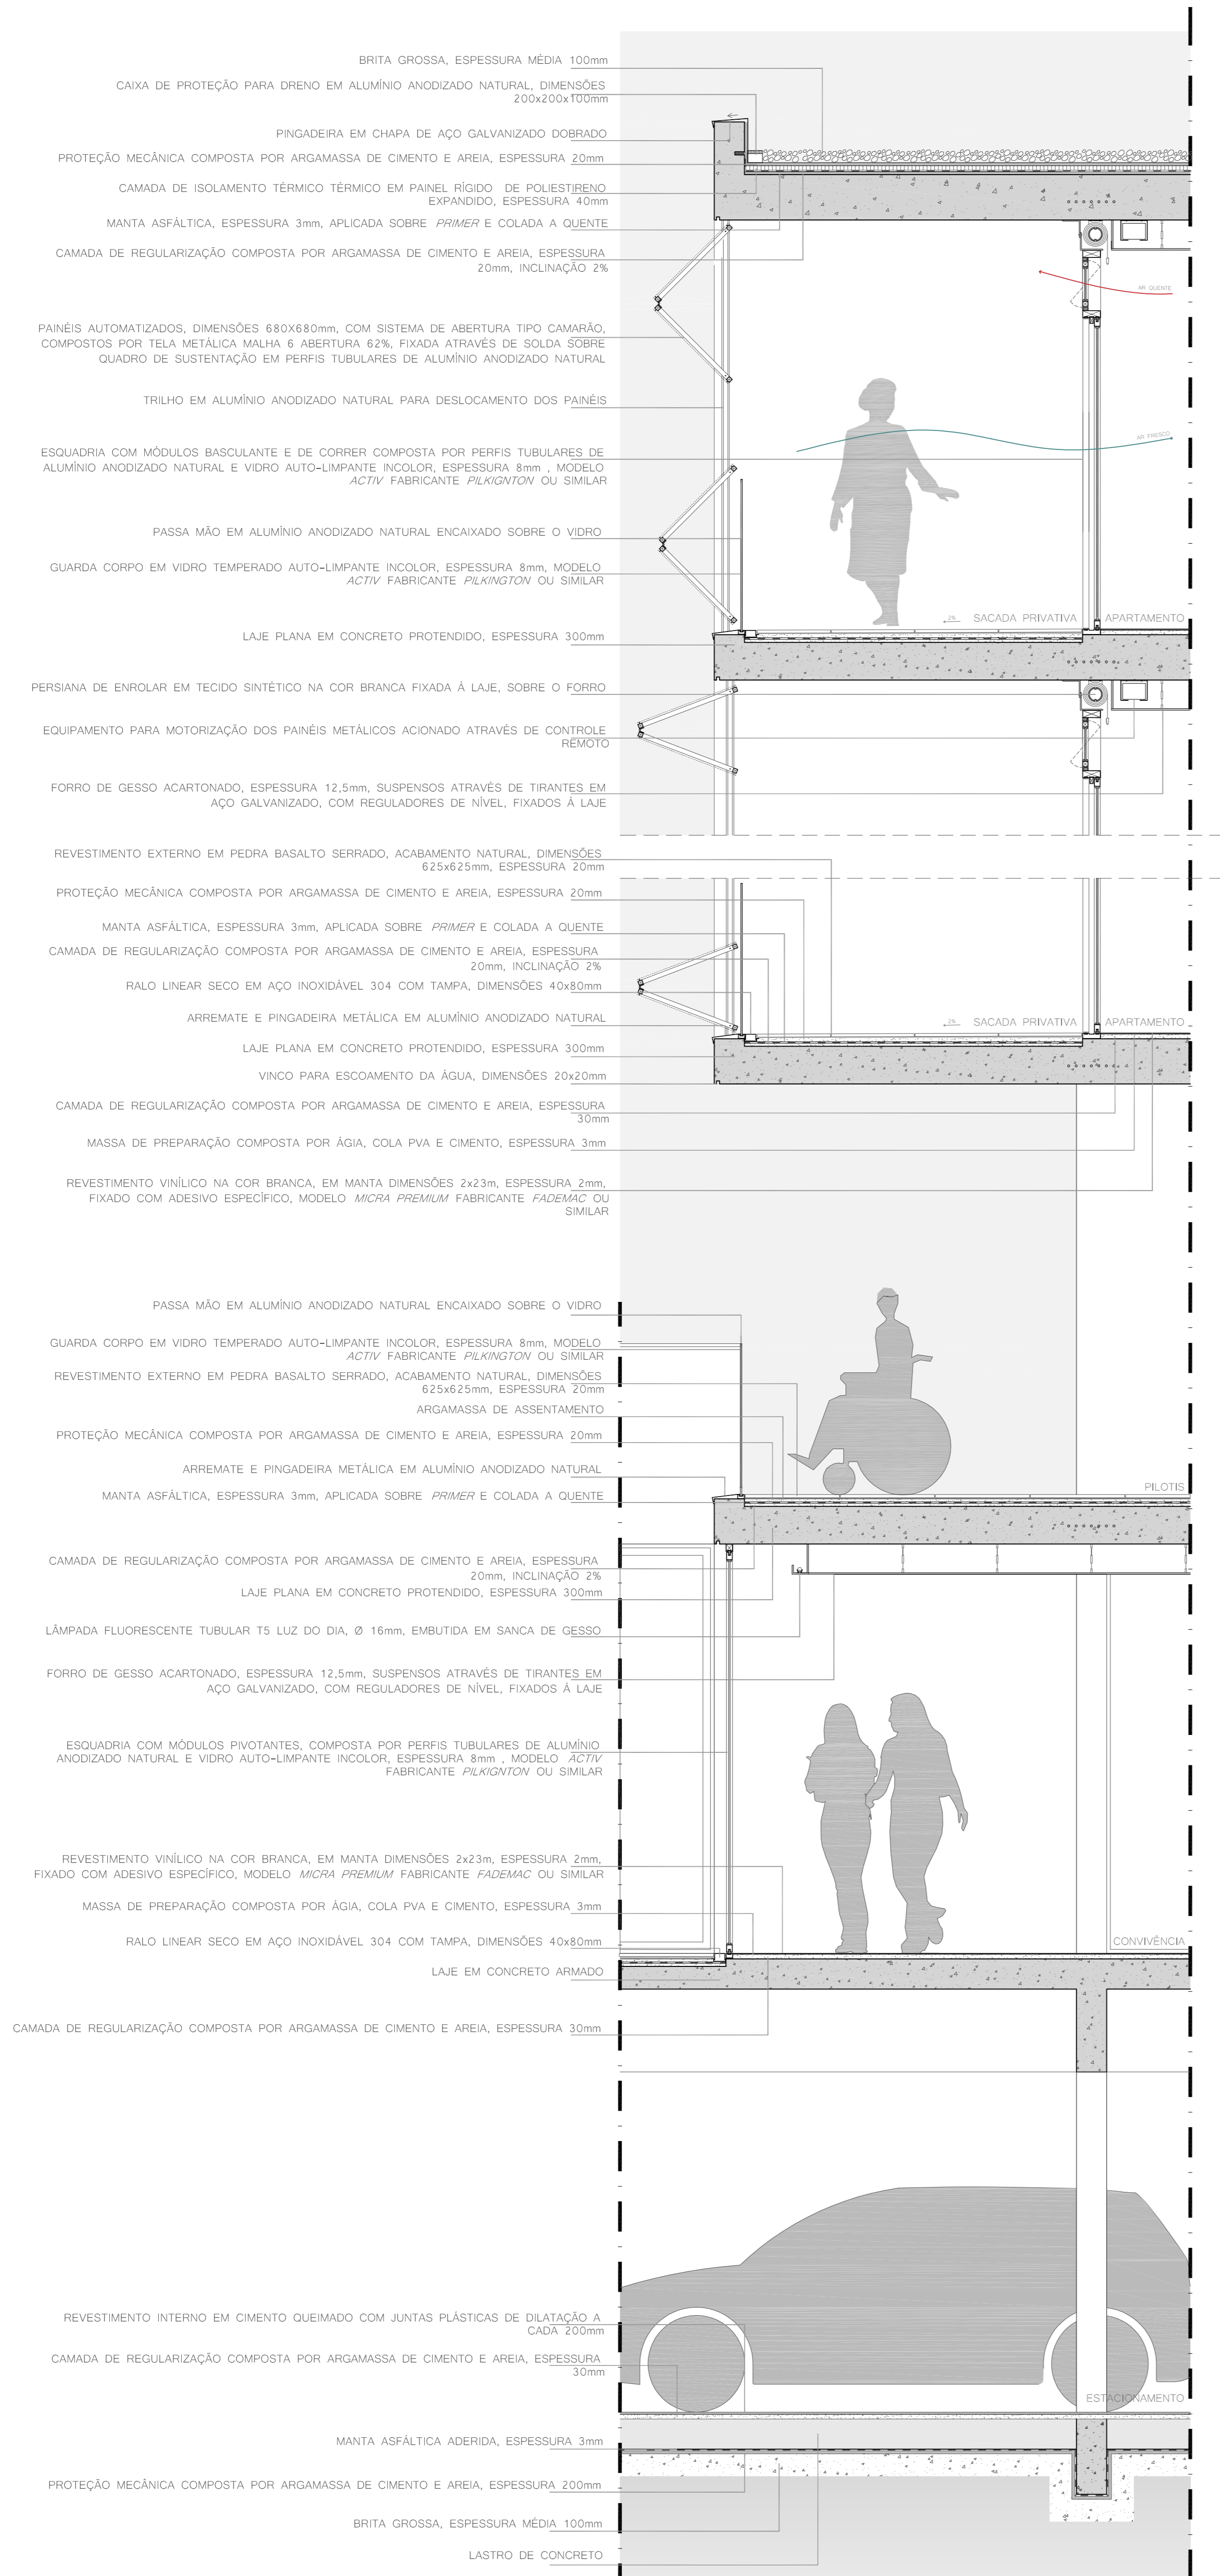 BRITA GROSSA, ESPESSURA MÉDIA 100mm
CAIXA DE PROTEÇÃO PARA DRENO EM ALUMÍNIO ANODIZADO NATURAL, DIMENSÕES
200x200x100mm
PINGADEIRA EM CHAPA DE AÇO GALVANIZADO DOBRADO
PROTEÇÃO MECÂNICA COMPOSTA POR ARGAMASSA DE CIMENTO E AREIA, ESPESSURA 20mm
CAMADA DE ISOLAMENTO TÉRMICO TÉRMICO EM PAINEL RÍGIDO DE POLIESTIRENO
EXPANDIDO, ESPESSURA 40mm
MANTA ASFÁLTICA, ESPESSURA 3mm, APLICADA SOBRE PRIMER E COLADA A QUENTE
CAMADA DE REGULARIZAÇÃO COMPOSTA POR ARGAMASSA DE CIMENTO E AREIA, ESPESSURA
20mm, INCLINAÇÃO 2%
AR QUENTE
PAINÉIS AUTOMATIZADOS, DIMENSÕES 680X680mm, COM SISTEMA DE ABERTURA TIPO CAMARÃO,
COMPOSTOS POR TELA METÁLICA MALHA 6 ABERTURA 62%, FIXADA ATRAVÉS DE SOLDA SOBRE
QUADRO DE SUSTENTAÇÃO EM PERFIS TUBULARES DE ALUMÍNIO ANODIZADO NATURAL
TRILHO EM ALUMÍNIO ANODIZADO NATURAL PARA DESLOCAMENTO DOS PAINÉIS
AR FRESCO
ESQUADRIA COM MÓDULOS BASCULANTE E DE CORRER COMPOSTA POR PERFIS TUBULARES DE
ALUMÍNIO ANODIZADO NATURAL E VIDRO AUTO-LIMPANTE INCOLOR, ESPESSURA 8mm , MODELO
ACTIV FABRICANTE PILKIGNTON OU SIMILAR
PASSA MÃO EM ALUMÍNIO ANODIZADO NATURAL ENCAIXADO SOBRE O VIDRO
GUARDA CORPO EM VIDRO TEMPERADO AUTO-LIMPANTE INCOLOR, ESPESSURA 8mm, MODELO
ACTIV FABRICANTE PILKINGTON OU SIMILAR
2% SACADA PRIVATIVA APARTAMENTO
LAJE PLANA EM CONCRETO PROTENDIDO, ESPESSURA 300mm
PERSIANA DE ENROLAR EM TECIDO SINTÉTICO NA COR BRANCA FIXADA À LAJE, SOBRE O FORRO
EQUIPAMENTO PARA MOTORIZAÇÃO DOS PAINÉIS METÁLICOS ACIONADO ATRAVÉS DE CONTROLE
REMOTO
FORRO DE GESSO ACARTONADO, ESPESSURA 12,5mm, SUSPENSOS ATRAVÉS DE TIRANTES EM
AÇO GALVANIZADO, COM REGULADORES DE NÍVEL, FIXADOS À LAJE
REVESTIMENTO EXTERNO EM PEDRA BASALTO SERRADO, ACABAMENTO NATURAL, DIMENSÕES
625x625mm, ESPESSURA 20mm
PROTEÇÃO MECÂNICA COMPOSTA POR ARGAMASSA DE CIMENTO E AREIA, ESPESSURA 20mm
MANTA ASFÁLTICA, ESPESSURA 3mm, APLICADA SOBRE PRIMER E COLADA A QUENTE
CAMADA DE REGULARIZAÇÃO COMPOSTA POR ARGAMASSA DE CIMENTO E AREIA, ESPESSURA
20mm, INCLINAÇÃO 2%
RALO LINEAR SECO EM AÇO INOXIDÁVEL 304 COM TAMPA, DIMENSÕES 40x80mm
ARREMATE E PINGADEIRA METÁLICA EM ALUMÍNIO ANODIZADO NATURAL
2% SACADA PRIVATIVA APARTAMENTO
LAJE PLANA EM CONCRETO PROTENDIDO, ESPESSURA 300mm
VINCO PARA ESCOAMENTO DA ÁGUA, DIMENSÕES 20x20mm
CAMADA DE REGULARIZAÇÃO COMPOSTA POR ARGAMASSA DE CIMENTO E AREIA, ESPESSURA
30mm
MASSA DE PREPARAÇÃO COMPOSTA POR ÁGIA, COLA PVA E CIMENTO, ESPESSURA 3mm
REVESTIMENTO VINÍLICO NA COR BRANCA, EM MANTA DIMENSÕES 2x23m, ESPESSURA 2mm,
FIXADO COM ADESIVO ESPECÍFICO, MODELO MICRA PREMIUM FABRICANTE FADEMAC OU
SIMILAR
PASSA MÃO EM ALUMÍNIO ANODIZADO NATURAL ENCAIXADO SOBRE O VIDRO
GUARDA CORPO EM VIDRO TEMPERADO AUTO-LIMPANTE INCOLOR, ESPESSURA 8mm, MODELO
ACTIV FABRICANTE PILKINGTON OU SIMILAR
REVESTIMENTO EXTERNO EM PEDRA BASALTO SERRADO, ACABAMENTO NATURAL, DIMENSÕES
625x625mm, ESPESSURA 20mm
ARGAMASSA DE ASSENTAMENTO
PROTEÇÃO MECÂNICA COMPOSTA POR ARGAMASSA DE CIMENTO E AREIA, ESPESSURA 20mm
ARREMATE E PINGADEIRA METÁLICA EM ALUMÍNIO ANODIZADO NATURAL
PILOTIS
MANTA ASFÁLTICA, ESPESSURA 3mm, APLICADA SOBRE PRIMER E COLADA A QUENTE
CAMADA DE REGULARIZAÇÃO COMPOSTA POR ARGAMASSA DE CIMENTO E AREIA, ESPESSURA
20mm, INCLINAÇÃO 2%
LAJE PLANA EM CONCRETO PROTENDIDO, ESPESSURA 300mm
LÂMPADA FLUORESCENTE TUBULAR T5 LUZ DO DIA, Ø 16mm, EMBUTIDA EM SANCA DE GESSO
FORRO DE GESSO ACARTONADO, ESPESSURA 12,5mm, SUSPENSOS ATRAVÉS DE TIRANTES EM
AÇO GALVANIZADO, COM REGULADORES DE NÍVEL, FIXADOS À LAJE
ESQUADRIA COM MÓDULOS PIVOTANTES, COMPOSTA POR PERFIS TUBULARES DE ALUMÍNIO
ANODIZADO NATURAL E VIDRO AUTO-LIMPANTE INCOLOR, ESPESSURA 8mm , MODELO ACTIV
FABRICANTE PILKIGNTON OU SIMILAR
REVESTIMENTO VINÍLICO NA COR BRANCA, EM MANTA DIMENSÕES 2x23m, ESPESSURA 2mm,
FIXADO COM ADESIVO ESPECÍFICO, MODELO MICRA PREMIUM FABRICANTE FADEMAC OU SIMILAR
MASSA DE PREPARAÇÃO COMPOSTA POR ÁGIA, COLA PVA E CIMENTO, ESPESSURA 3mm
RALO LINEAR SECO EM AÇO INOXIDÁVEL 304 COM TAMPA, DIMENSÕES 40x80mm
CONVIVÊNCIA
LAJE EM CONCRETO ARMADO
CAMADA DE REGULARIZAÇÃO COMPOSTA POR ARGAMASSA DE CIMENTO E AREIA, ESPESSURA 30mm
REVESTIMENTO INTERNO EM CIMENTO QUEIMADO COM JUNTAS PLÁSTICAS DE DILATAÇÃO A
CADA 200mm
CAMADA DE REGULARIZAÇÃO COMPOSTA POR ARGAMASSA DE CIMENTO E AREIA, ESPESSURA
30mm
ESTACIONAMENTO
MANTA ASFÁLTICA ADERIDA, ESPESSURA 3mm
PROTEÇÃO MECÂNICA COMPOSTA POR ARGAMASSA DE CIMENTO E AREIA, ESPESSURA 200mm
BRITA GROSSA, ESPESSURA MÉDIA 100mm
LASTRO DE CONCRETO